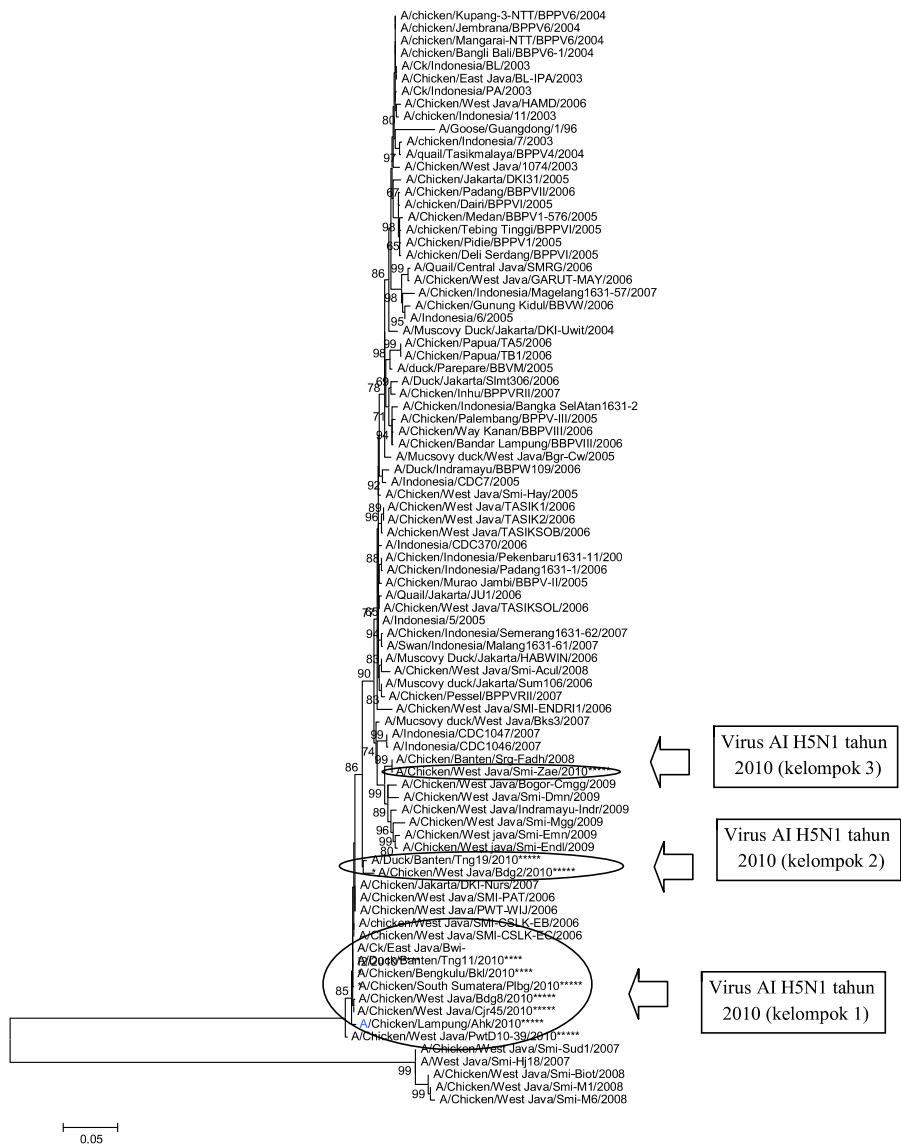 A/chicken/Kupang-3-NTT/BPPV6/2004
A/chicken/Jembrana/BPPV6/2004
A/chicken/Mangarai-NTT/BPPV6/2004
A/chicken/Bangli Bali/BBPV6-1/2004
A/Ck/Indonesia/BL/2003
A/Chicken/East Java/BL-IPA/2003
A/Ck/Indonesia/PA/2003
A/Chicken/West Java/HAMD/2006
A/chicken/Indonesia/11/2003
80
A/Goose/Guangdong/1/96
A/chicken/Indonesia/7/2003
A/quail/Tasikmalaya/BPPV4/2004
97
A/Chicken/West Java/1074/2003
A/Chicken/Jakarta/DKI31/2005
A/Chicken/Padang/BBPVII/2006
67
A/chicken/Dairi/BPPVI/2005
A/Chicken/Medan/BBPV1-576/2005
A/chicken/Tebing Tinggi/BPPVI/2005
98
A/Chicken/Pidie/BPPV1/2005
65
A/chicken/Deli Serdang/BPPVI/2005
A/Quail/Central Java/SMRG/2006
99
86
A/Chicken/West Java/GARUT-MAY/2006
A/Chicken/Indonesia/Magelang1631-57/2007
98
A/Chicken/Gunung Kidul/BBVW/2006
A/Indonesia/6/2005
95
A/Muscovy Duck/Jakarta/DKI-Uwit/2004
A/Chicken/Papua/TA5/2006
99
A/Chicken/Papua/TB1/2006
98
A/duck/Parepare/BBVM/2005
A/Duck/Jakarta/Slmt306/2006
69
78
A/Chicken/Inhu/BPPVRII/2007
A/Chicken/Indonesia/Bangka SelAtan1631-2
71
A/Chicken/Palembang/BPPV-III/2005
A/Chicken/Way Kanan/BBPVIII/2006
94
A/Chicken/Bandar Lampung/BBPVIII/2006
A/Mucsovy duck/West Java/Bgr-Cw/2005
A/Duck/Indramayu/BBPW109/2006
A/Indonesia/CDC7/2005
92
A/Chicken/West Java/Smi-Hay/2005
A/Chicken/West Java/TASIK1/2006
89
A/Chicken/West Java/TASIK2/2006
96
A/chicken/West Java/TASIKSOB/2006
A/Indonesia/CDC370/2006
88
A/Chicken/Indonesia/Pekenbaru1631-11/200
A/Chicken/Indonesia/Padang1631-1/2006
A/Chicken/Murao Jambi/BBPV-II/2005
A/Quail/Jakarta/JU1/2006
A/Chicken/West Java/TASIKSOL/2006
A/Indonesia/5/2005
94
A/Chicken/Indonesia/Semerang1631-62/2007
A/Swan/Indonesia/Malang1631-61/2007
83
A/Muscovy Duck/Jakarta/HABWIN/2006
90
A/Chicken/West Java/Smi-Acul/2008
A/Muscovy duck/Jakarta/Sum106/2006
83
A/Chicken/Pessel/BPPVRII/2007
A/Chicken/West Java/SMI-ENDRI1/2006
A/Mucsovy duck/West Java/Bks3/2007
99
A/Indonesia/CDC1047/2007
A/Indonesia/CDC1046/2007
74
99
A/Chicken/Banten/Srg-Fadh/2008
86
A/Chicken/West Java/Smi-Zae/2010*****
A/Chicken/West Java/Bogor-Cmgg/2009
99
A/Chicken/West Java/Smi-Dmn/2009
89
A/Chicken/West Java/Indramayu-Indr/2009
A/Chicken/West Java/Smi-Mgg/2009
96
A/Chicken/West java/Smi-Emn/2009
99
A/Chicken/West java/Smi-Endl/2009
80
A/Duck/Banten/Tng19/2010*****
A/Chicken/West Java/Bdg2/2010*****
A/Chicken/Jakarta/DKI-Nurs/2007
A/Chicken/West Java/SMI-PAT/2006
A/Chicken/West Java/PWT-WIJ/2006
A/chicken/West Java/SMI-CSLK-EB/2006
A/Chicken/West Java/SMI-CSLK-EC/2006
A/Ck/East Java/Bwi-
A/Duck/Banten/Tng11/2010****
A/Chicken/Bengkulu/Bkl/2010****
A/Chicken/South Sumatera/Plbg/2010*****
85
A/Chicken/West Java/Bdg8/2010*****
A/Chicken/West Java/Cjr45/2010*****
A/Chicken/Lampung/Ahk/2010*****
A/Chicken/West Java/PwtD10-39/2010*****
A/Chicken/West Java/Smi-Sud1/2007
A/West Java/Smi-Hj18/2007
99
A/Chicken/West Java/Smi-Biot/2008
A/Chicken/West Java/Smi-M1/2008
99
A/Chicken/West Java/Smi-M6/2008
0.05
Virus AI H5N1 tahun
2010 (kelompok 3)
Virus AI H5N1 tahun
2010 (kelompok 2)
Virus AI H5N1 tahun
2010 (kelompok 1)